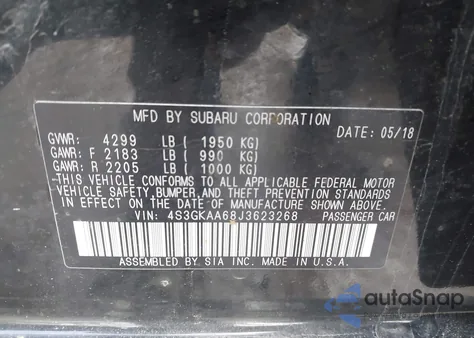 MFD BY SUBARU CORPORATION
DATE: 05/18
GVWR: 4299 LB ( 1950 KG)
GAWR: F 2183 LB ( 990 KG)
GAWR: R 2205 LB ( 1000 KG)
THIS VEHICLE CONFORMS TO ALL APPLICABLE FEDERAL MOTOR
VEHICLE SAFETY, BUMPER, AND THEFT PREVENTION STANDARDS
IN EFFECT ON THE DATE OF MANUFACTURE SHOWN ABOVE.
VIN: 4S3GKAA68J3623268 PASSENGER CAR
ASSEMBLED BY SIA INC. MADE IN U.S.A.
autoSnap